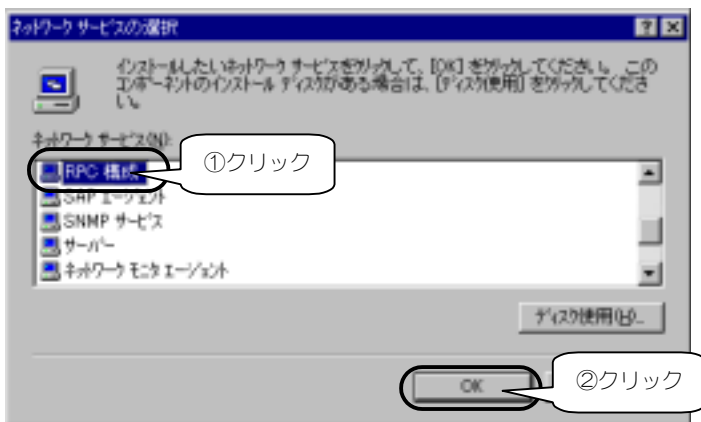 ネットワーク サービスの選択
インストールしたいネットワーク サービスをクリックして、[OK] をクリックしてください。 この
コンポーネントのインストール ディスクがある場合は、[ディスク使用] をクリックしてくださ
い。
ネットワーク サービス(N):
RPC 構成
①クリック
SAP エージェント
SNMP サービス
サーバー
ネットワーク モニタ エージェント
ディスク使用(H)...
OK
②クリック